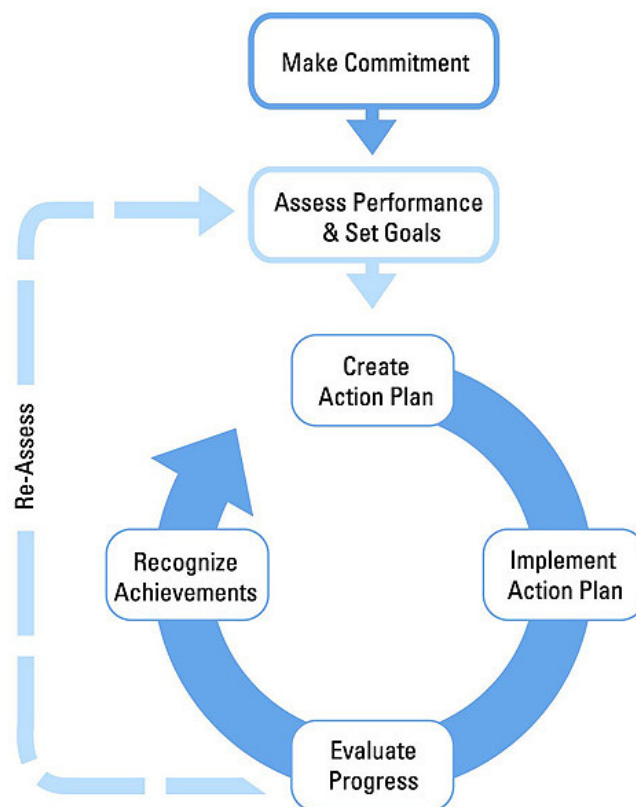 Make Commitment
Assess Performance
& Set Goals
Create
Action Plan
Re-Assess
Recognize
Achievements
Implement
Action Plan
Evaluate
Progress